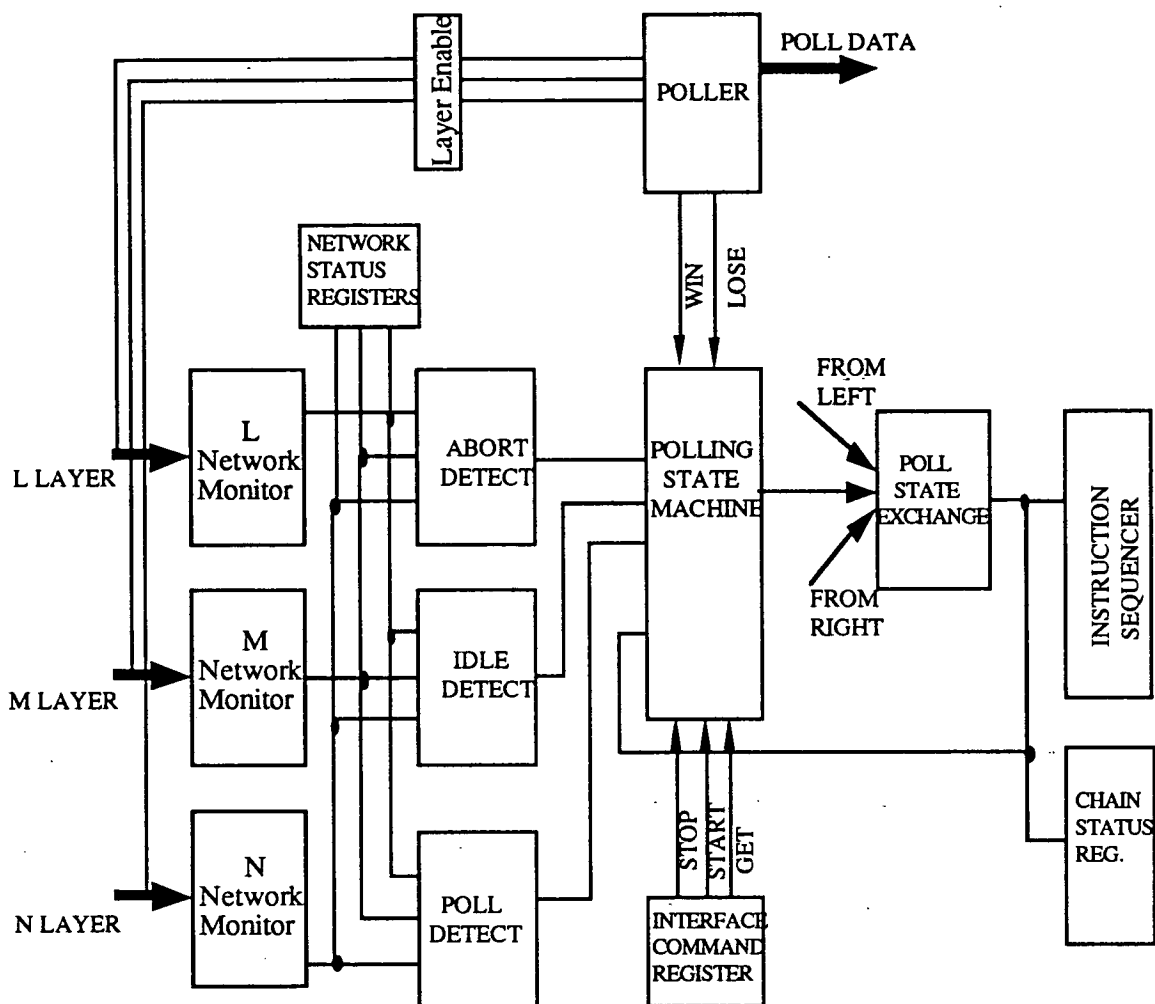 POLL DATA
Layer Enable
POLLER
NETWORK
STATUS
REGISTERS
WIN
LOSE
FROM
LEFT
L
Network
Monitor
L LAYER
ABORT
DETECT
POLLING
STATE
MACHINE
POLL
STATE
EXCHANGE
INSTRUCTION
SEQUENCER
FROM
RIGHT
M
Network
Monitor
M LAYER
IDLE
DETECT
STOP
START
GET
CHAIN
STATUS
REG.
N
Network
Monitor
N LAYER
POLL
DETECT
INTERFACE
COMMAND
REGISTER